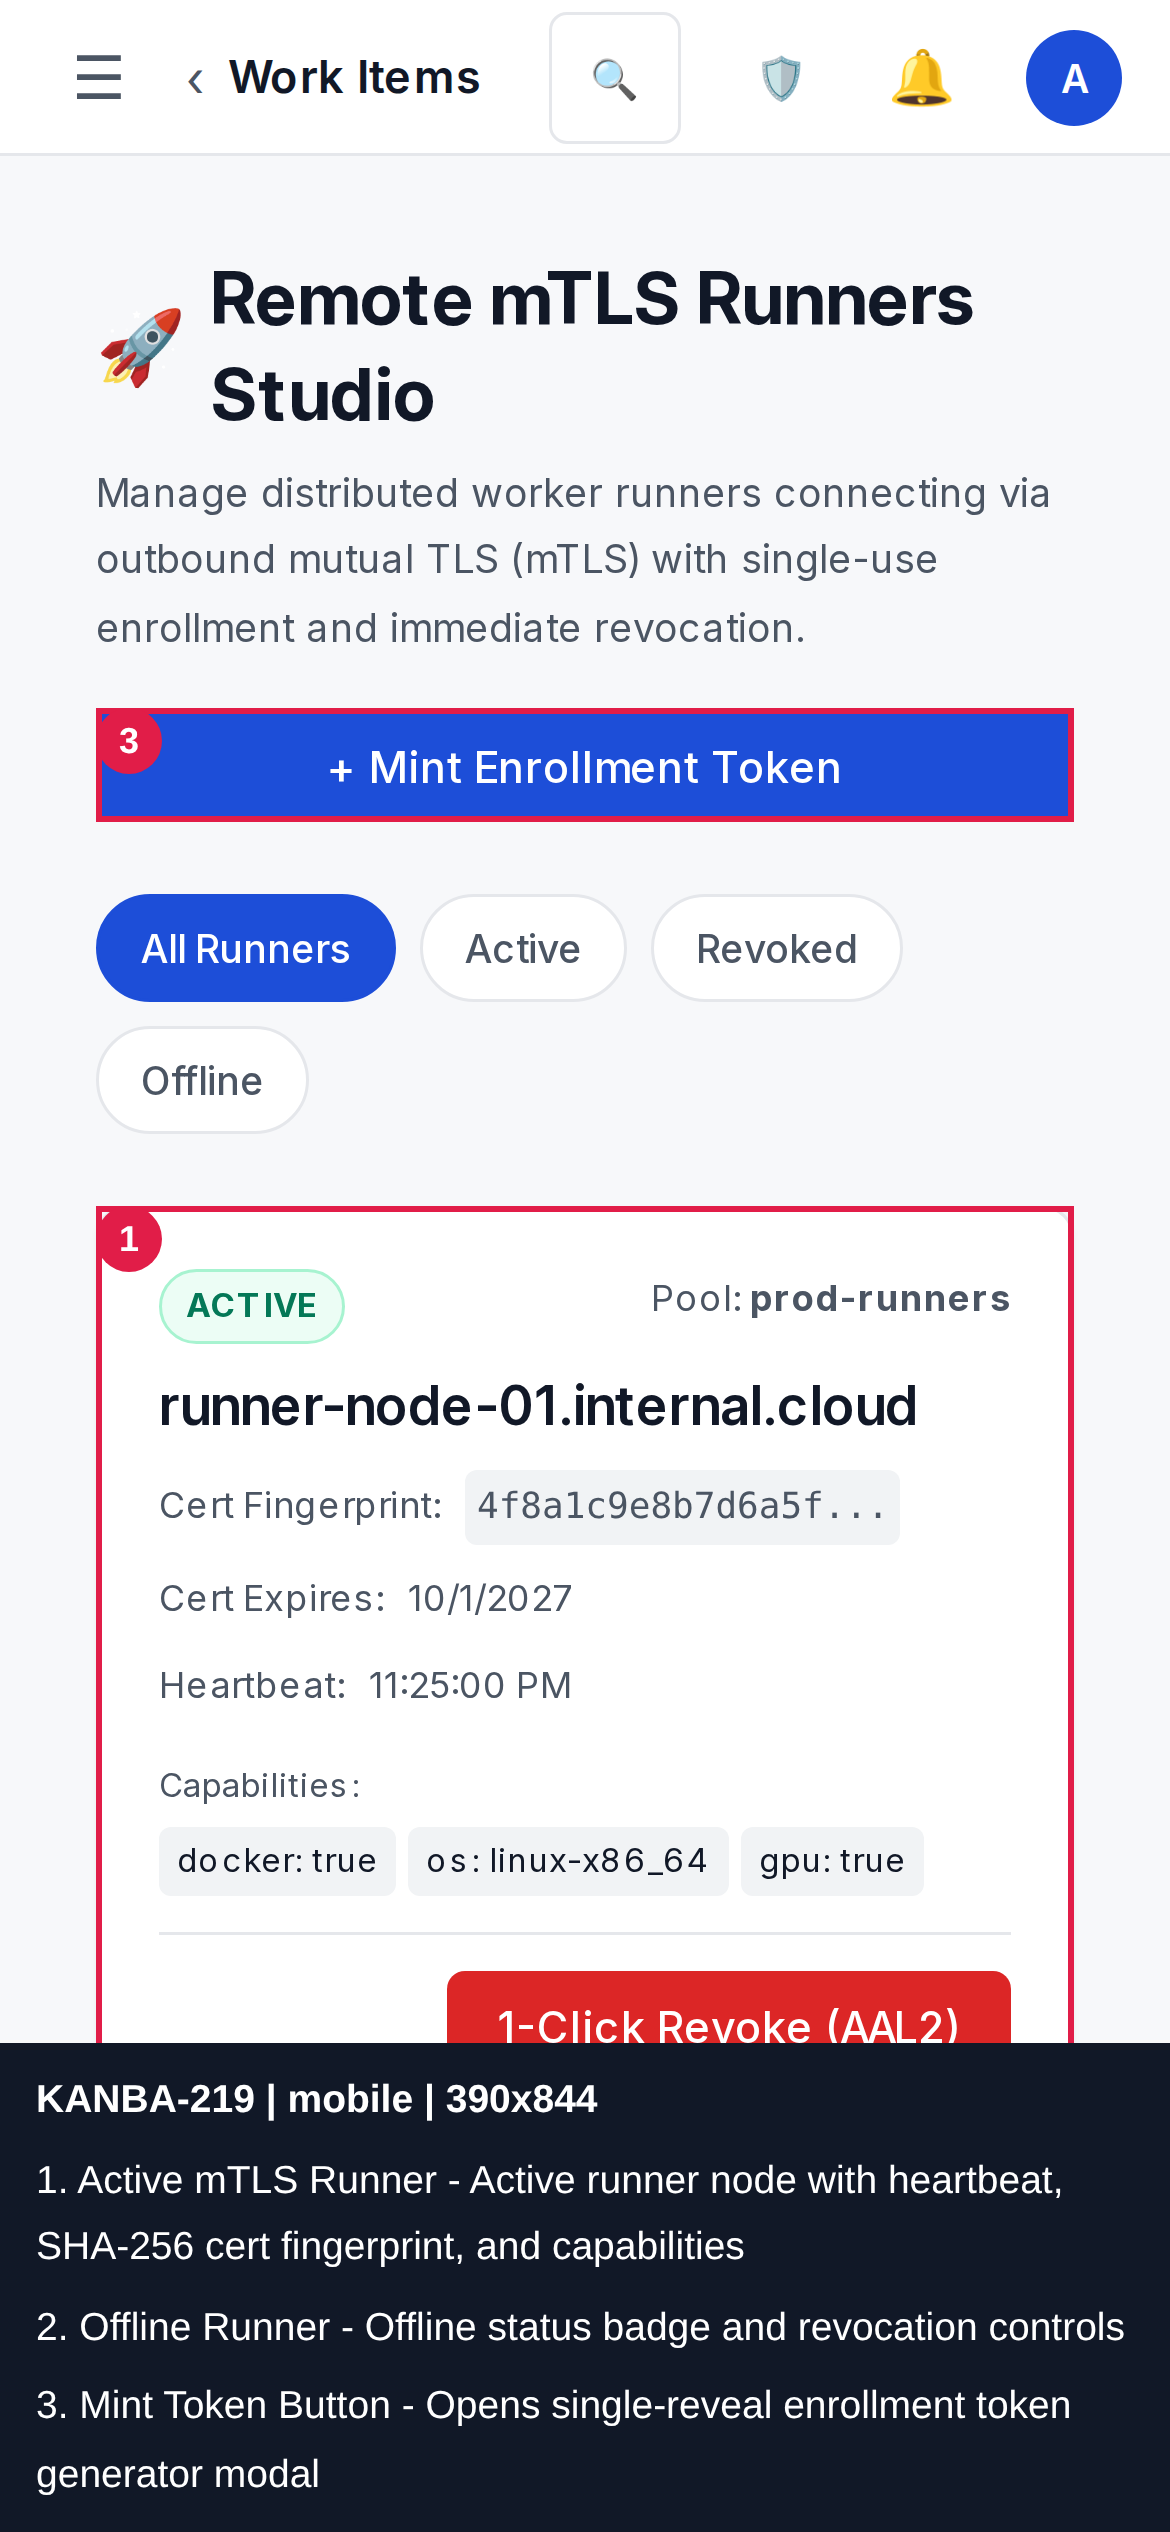 ☰ ‹ Work Items A
Remote mTLS Runners
Studio
Manage distributed worker runners connecting via
outbound mutual TLS (mTLS) with single-use
enrollment and immediate revocation.
3
+ Mint Enrollment Token
All Runners Active Revoked
Offline
1
ACTIVE Pool: prod-runners
runner-node-01.internal.cloud
Cert Fingerprint: 4f8a1c9e8b7d6a5f...
Cert Expires: 10/1/2027
Heartbeat: 11:25:00 PM
Capabilities:
docker: true os: linux-x86_64 gpu: true
1-Click Revoke (AAL2)
KANBA-219 | mobile | 390x844
1. Active mTLS Runner - Active runner node with heartbeat,
SHA-256 cert fingerprint, and capabilities
2. Offline Runner - Offline status badge and revocation controls
3. Mint Token Button - Opens single-reveal enrollment token
generator modal